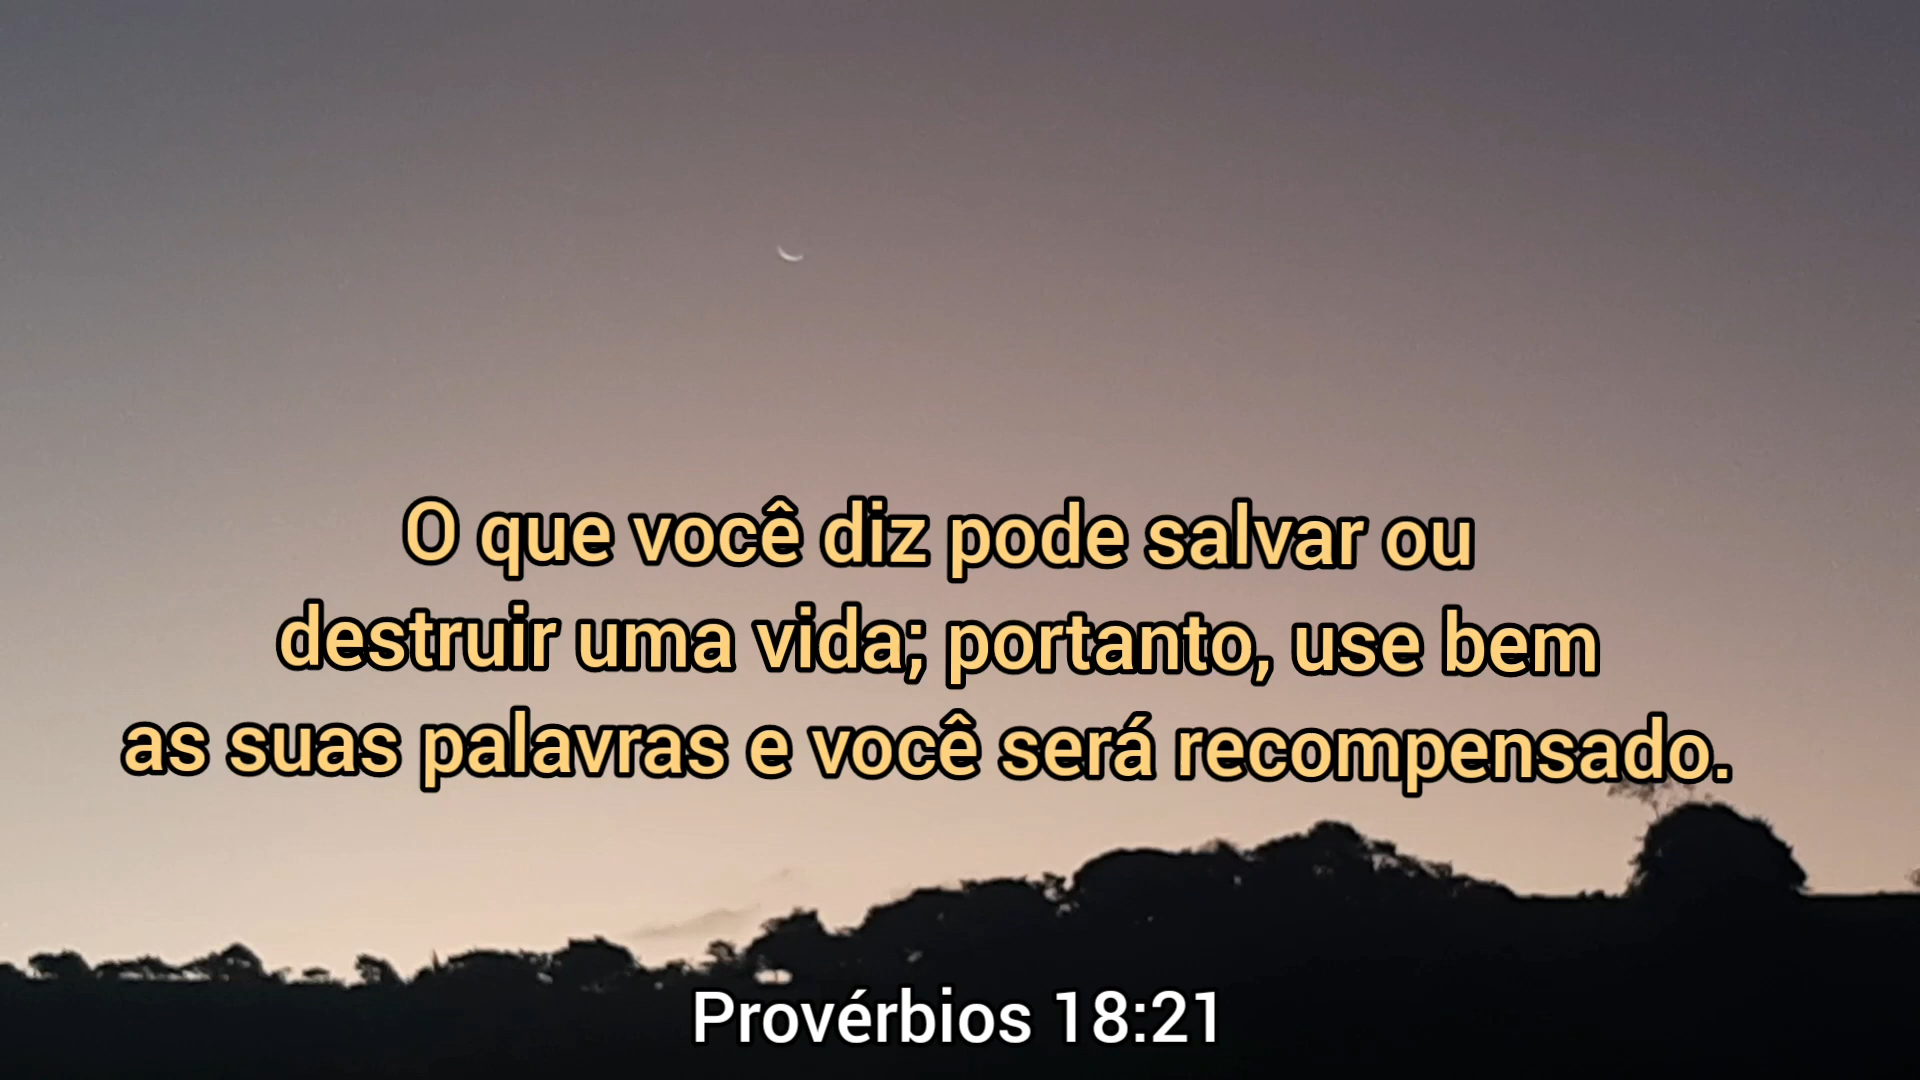 O que você diz pode salvar ou
destruir uma vida; portanto, use bem
as suas palavras e você será recompensado.
Provérbios 18:21